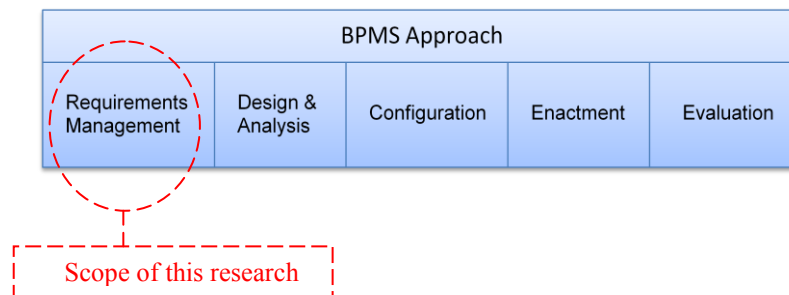 BPMS Approach
Requirements
Management
Design &
Analysis
Configuration
Enactment
Evaluation
Scope of this research